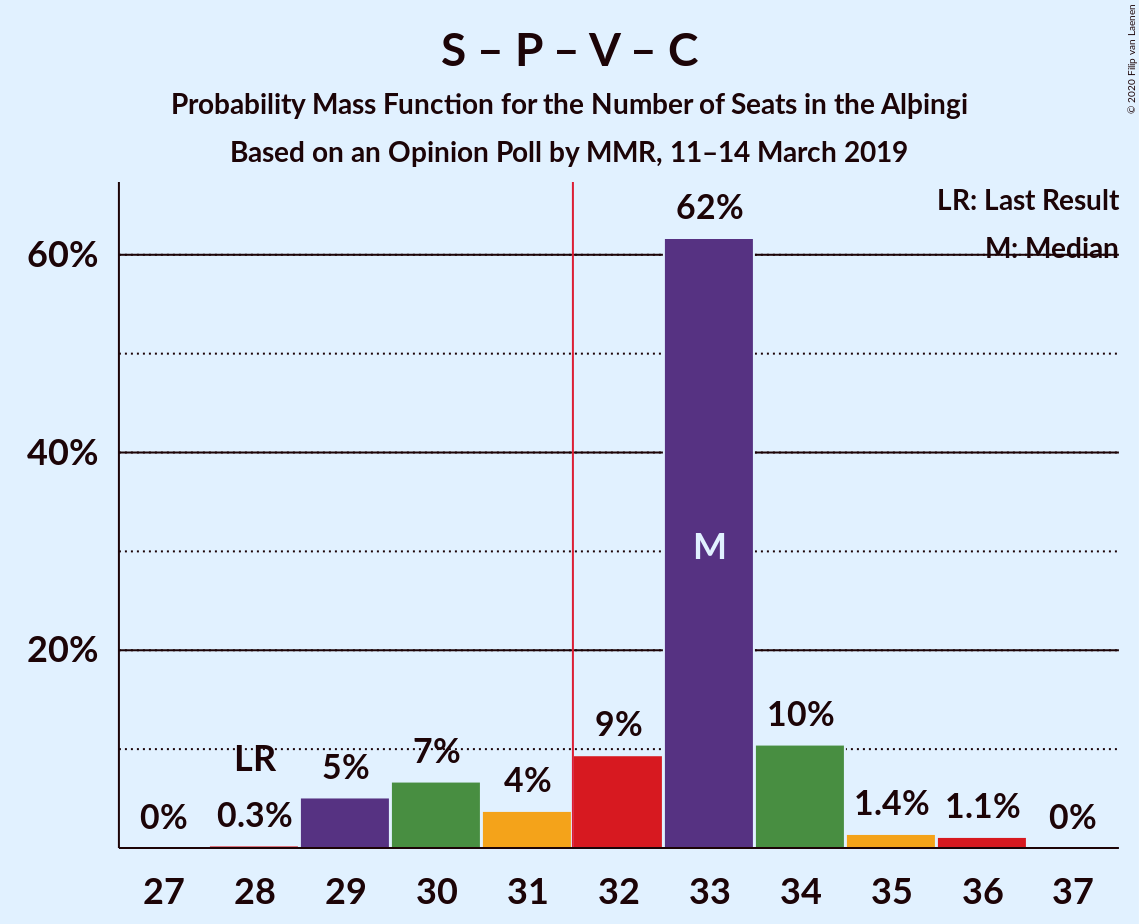 S – P – V – C
Probability Mass Function for the Number of Seats in the Alþingi
Based on an Opinion Poll by MMR, 11–14 March 2019
© 2020 Filip van Laenen
LR: Last Result
M: Median
60%
40%
20%
0%
LR
0.3%
5%
7%
4%
9%
62%
M
10%
1.4%
1.1%
0%
27 28 29 30 31 32 33 34 35 36 37